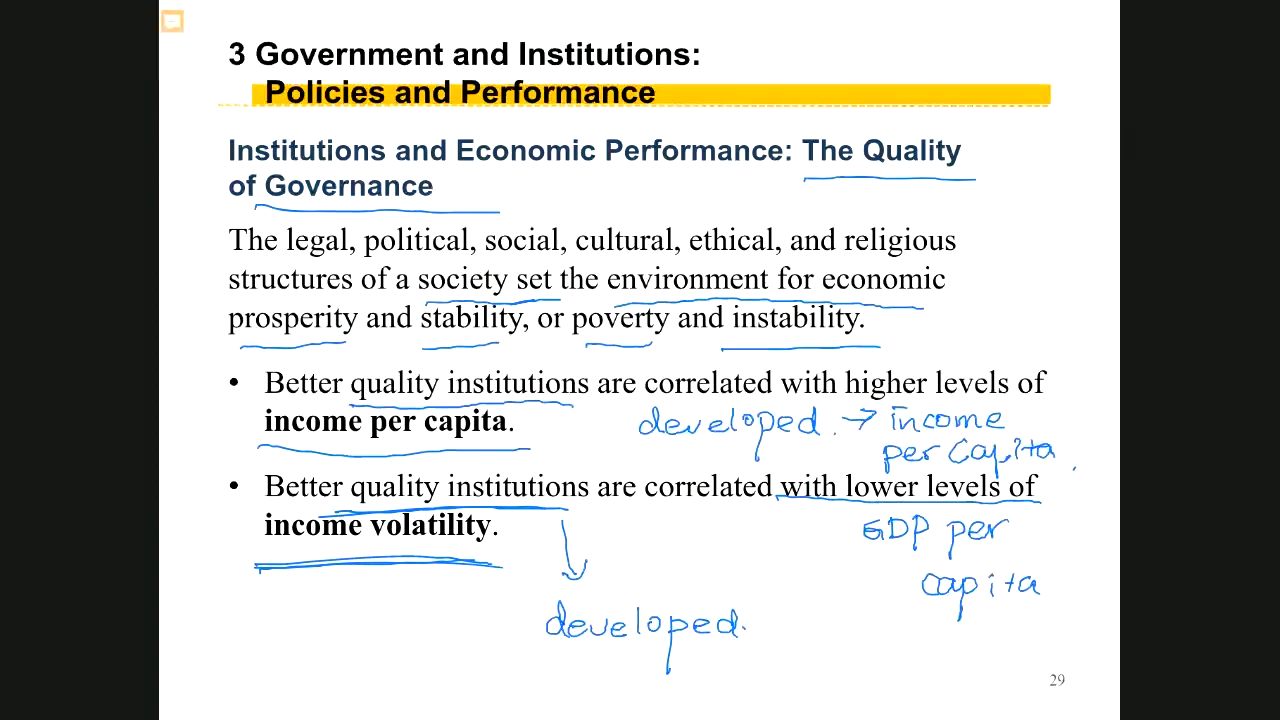 3 Government and Institutions:
Policies and Performance
Institutions and Economic Performance: The Quality
of Governance
The legal, political, social, cultural, ethical, and religious
structures of a society set the environment for economic
prosperity and stability, or poverty and instability.
• Better quality institutions are correlated with higher levels of
income per capita.
developed. → income
per capita.
• Better quality institutions are correlated with lower levels of
income volatility.
GDP per
capita
developed.
29